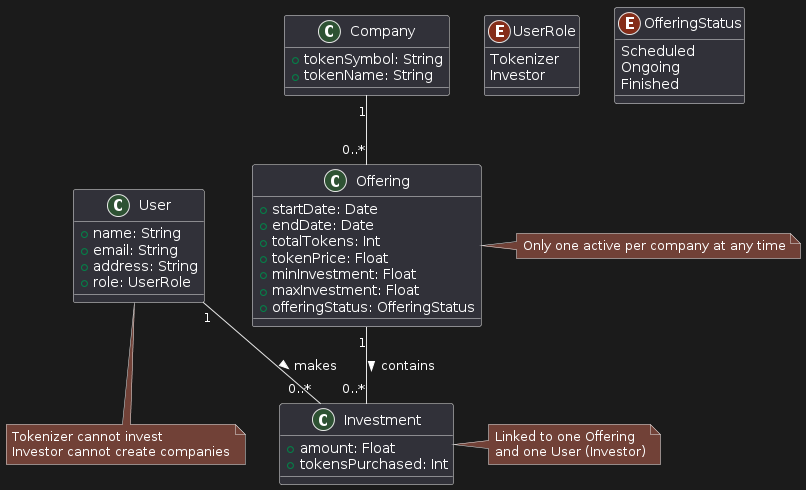 C Company
tokenSymbol: String
tokenName: String
E UserRole
Tokenizer
Investor
E OfferingStatus
Scheduled
Ongoing
Finished
1
0..*
C Offering
startDate: Date
endDate: Date
totalTokens: Int
tokenPrice: Float
minInvestment: Float
maxInvestment: Float
offeringStatus: OfferingStatus
Only one active per company at any time
C User
name: String
email: String
address: String
role: UserRole
1
makes
0..*
1
contains
0..*
Tokenizer cannot invest
Investor cannot create companies
C Investment
amount: Float
tokensPurchased: Int
Linked to one Offering
and one User (Investor)